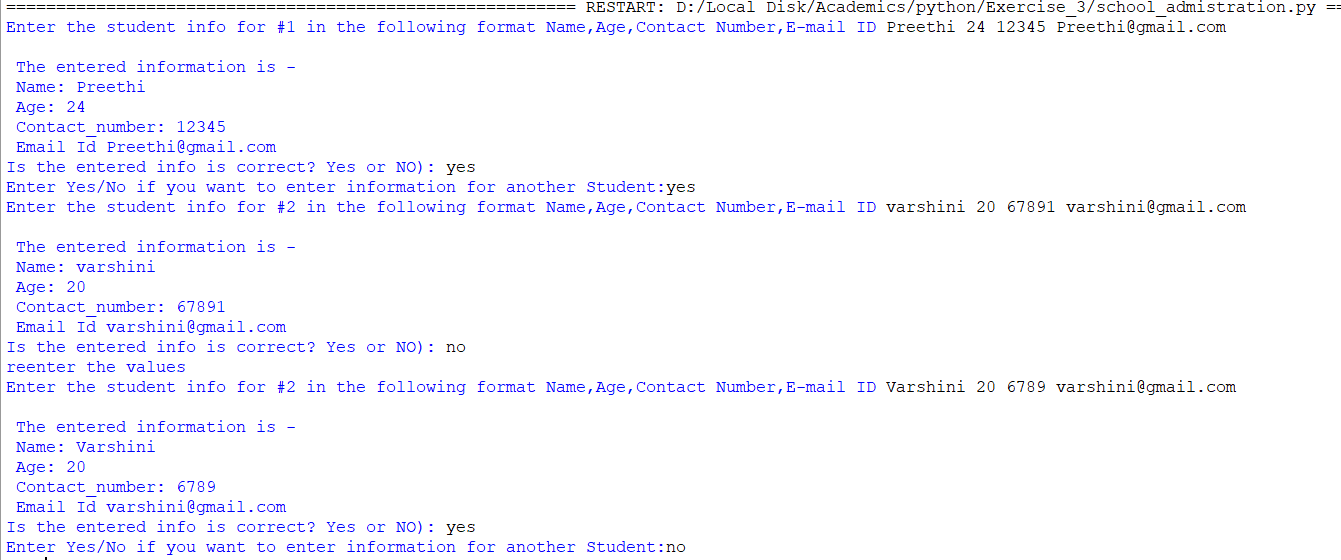 ========================================================= RESTART: D:/Local Disk/Academics/python/Exercise_3/school_admistration.py ==
Enter the student info for #1 in the following format Name,Age,Contact Number,E-mail ID Preethi 24 12345 Preethi@gmail.com
The entered information is -
Name: Preethi
Age: 24
Contact_number: 12345
Email Id Preethi@gmail.com
Is the entered info is correct? Yes or NO): yes
Enter Yes/No if you want to enter information for another Student:yes
Enter the student info for #2 in the following format Name,Age,Contact Number,E-mail ID varshini 20 67891 varshini@gmail.com
The entered information is -
Name: varshini
Age: 20
Contact_number: 67891
Email Id varshini@gmail.com
Is the entered info is correct? Yes or NO): no
reenter the values
Enter the student info for #2 in the following format Name,Age,Contact Number,E-mail ID Varshini 20 6789 varshini@gmail.com
The entered information is -
Name: Varshini
Age: 20
Contact_number: 6789
Email Id varshini@gmail.com
Is the entered info is correct? Yes or NO): yes
Enter Yes/No if you want to enter information for another Student:no